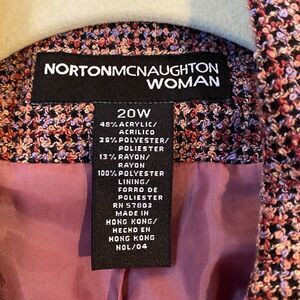 NORTONMCNAUGHTON
WOMAN
20W
48% ACRYLIC/
ACRILICO
39% POLYESTER/
POLIESTER
13% RAYON/
RAYON
100% POLYESTER
LINING/
FORRO DE
POLIESTER
RN 57803
MADE IN
HONG KONG/
HECHO EN
HONG KONG
NOL/04